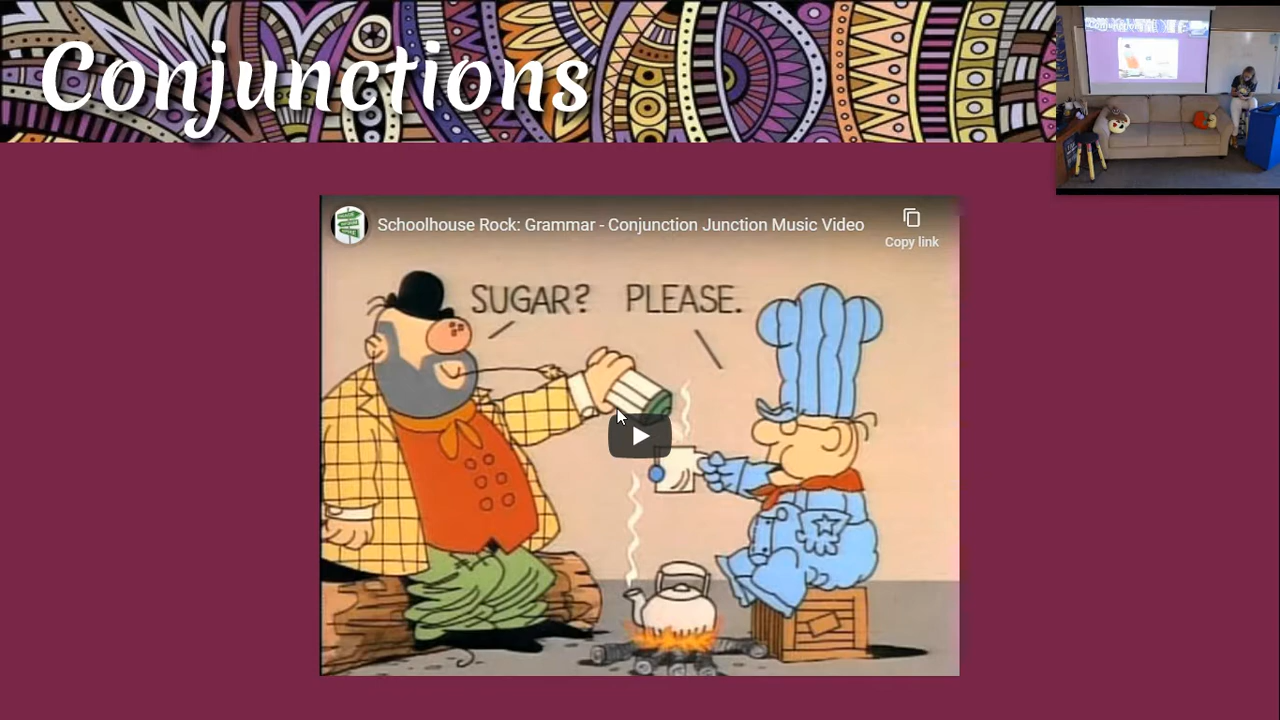 Conjunctions
Schoolhouse Rock: Grammar - Conjunction Junction Music Video
Copy link
SUGAR? PLEASE.